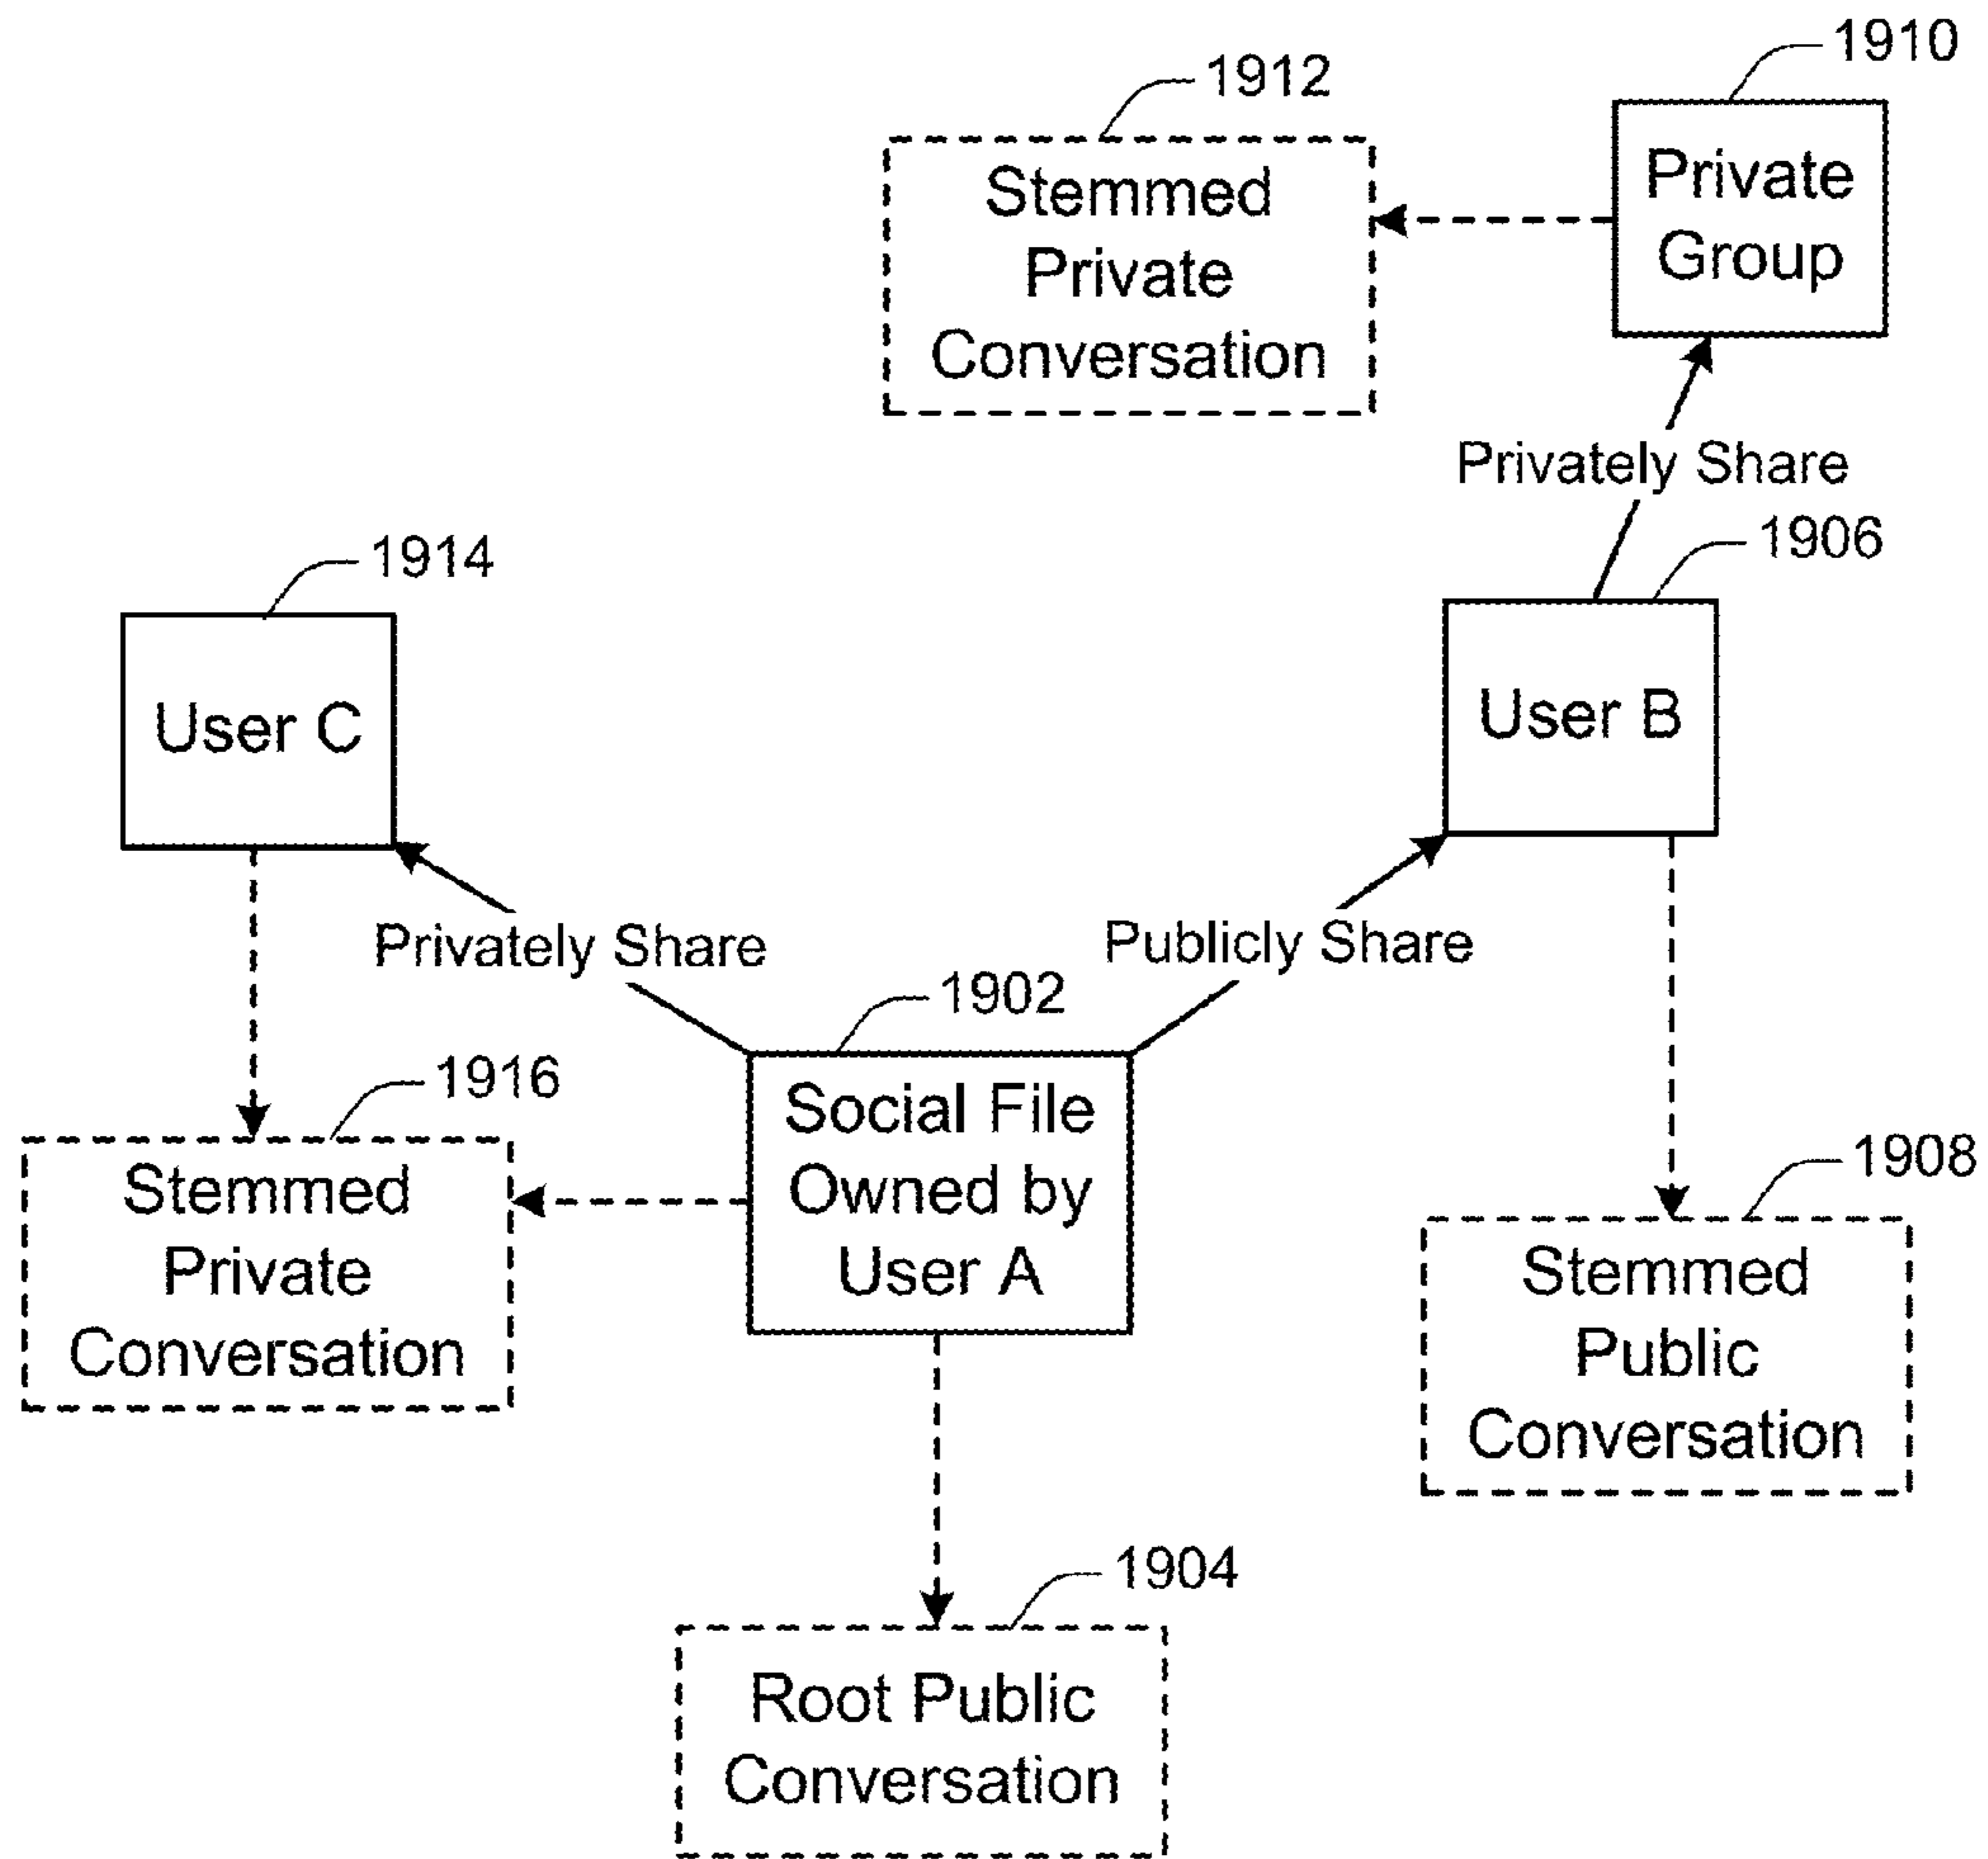 1910
1912
Private
Group
Stemmed
Private
Conversation
Privately Share
1906
1914
User B
User C
Privately Share
Publicly Share
1902
1916
Social File
Owned by
User A
Stemmed
Private
Conversation
1908
Stemmed
Public
Conversation
1904
Root Public
Conversation